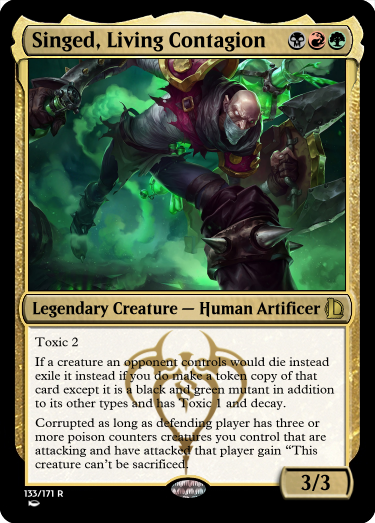 Singed, Living Contagion
Legendary Creature — Human Artificer
Toxic 2
If a creature an opponent controls would die instead
exile it instead if you do make a token copy of
that card except it is a black and green mutant in addition
to its other types and has Toxic 1 and decay.
Corrupted as long as defending player has three or
more poison counters creatures you control that are
attacking and have attacked that player gain “This
creature can’t be sacrificed.
3/3
133/171 R